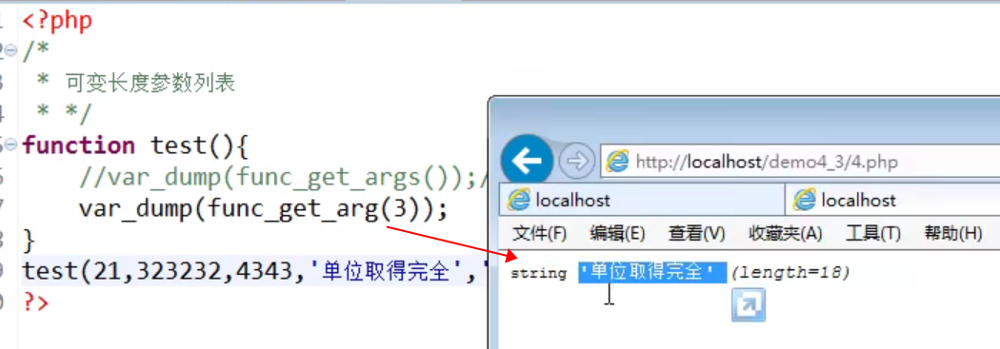 <?php
/*
* 可变长度参数列表
* */
function test(){
//var_dump(func_get_args());/
var_dump(func_get_arg(3));
}
test(21,323232,4343,'单位取得完全','
?>
http://localhost/demo4_3/4.php
localhost
localhost
文件(F) 编辑(E) 查看(V) 收藏夹(A) 工具(T) 帮助(H)
string '单位取得完全' (length=18)